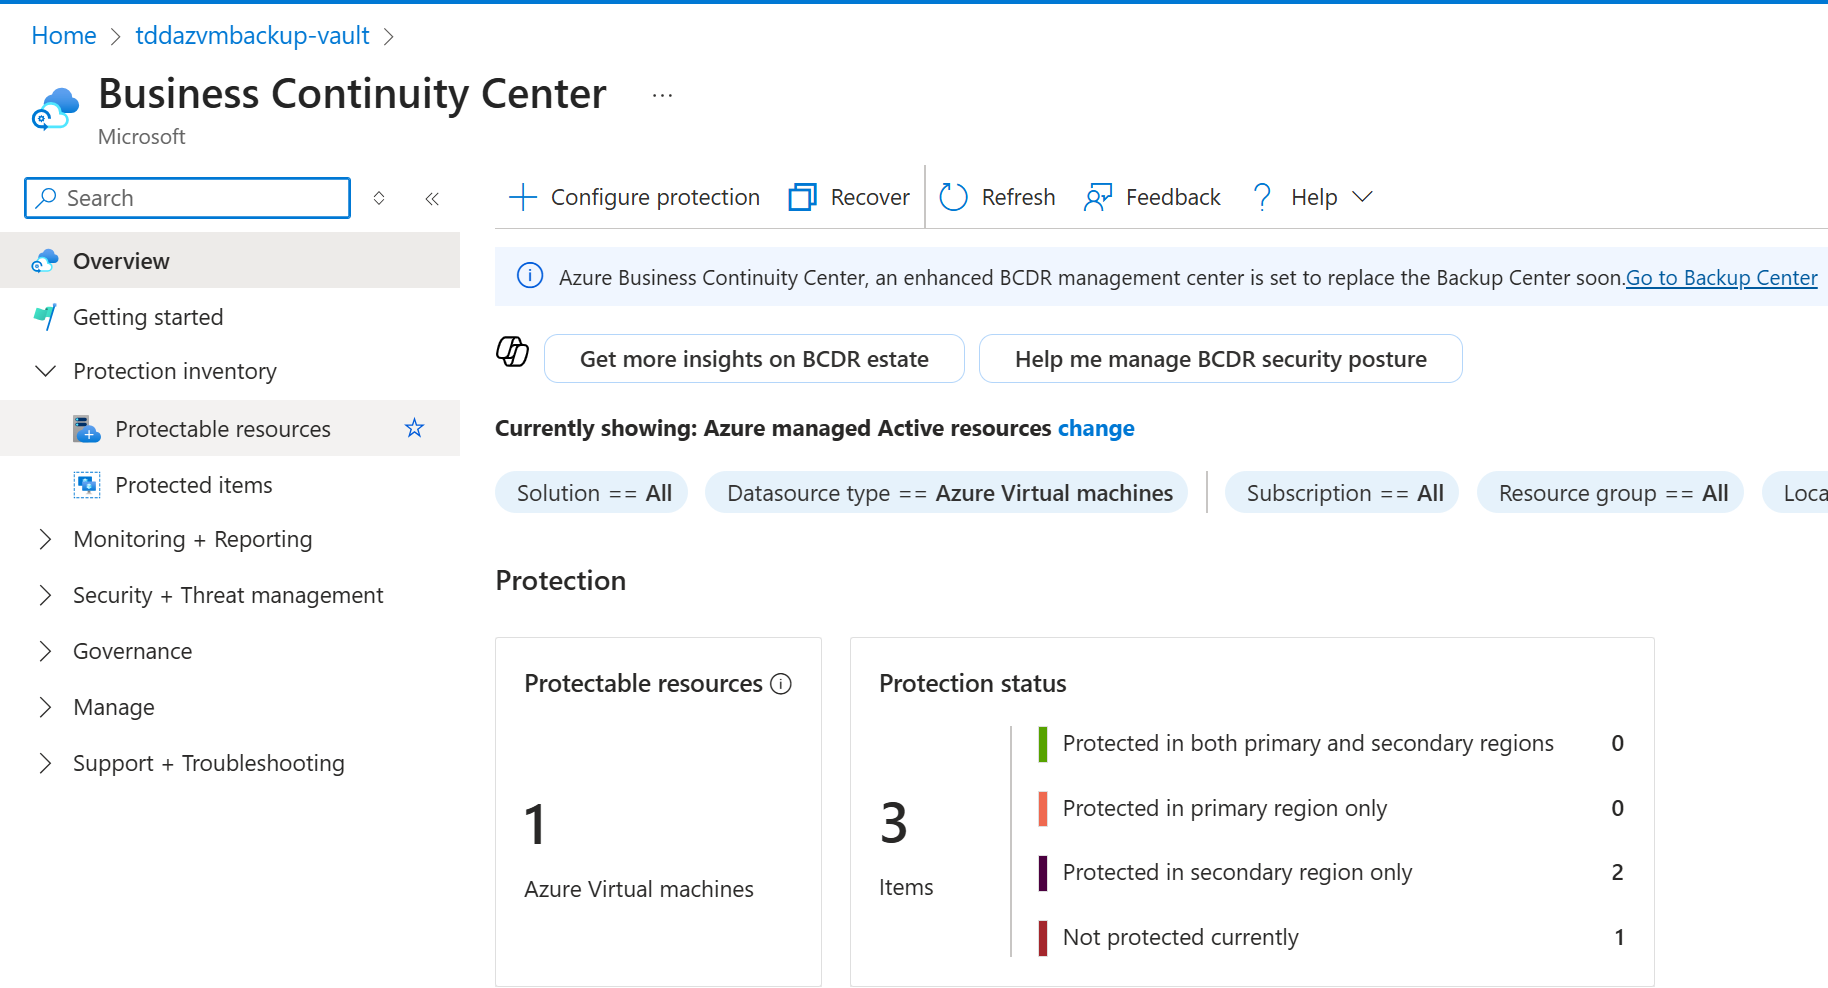 Home > tddazvmbackup-vault >
Business Continuity Center ...
Microsoft
Search
Overview
Getting started
Protection inventory
Protectable resources
Protected items
Monitoring + Reporting
Security + Threat management
Governance
Manage
Support + Troubleshooting
Configure protection Recover Refresh Feedback Help
Azure Business Continuity Center, an enhanced BCDR management center is set to replace the Backup Center soon.Go to Backup Center
Get more insights on BCDR estate Help me manage BCDR security posture
Currently showing: Azure managed Active resources change
Solution == All Datasource type == Azure Virtual machines Subscription == All Resource group == All Loca
Protection
Protectable resources
1
Azure Virtual machines
Protection status
3
Items
Protected in both primary and secondary regions 0
Protected in primary region only 0
Protected in secondary region only 2
Not protected currently 1